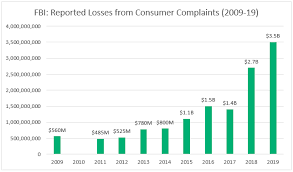 FBI: Reported Losses from Consumer Complaints (2009-19)
4,000,000,000
3,500,000,000
3,000,000,000
2,500,000,000
2,000,000,000
1,500,000,000
1,000,000,000
500,000,000
0
$560M
$485M
$525M
$780M
$800M
$1.1B
$1.5B
$1.4B
$2.7B
$3.5B
2009 2010 2011 2012 2013 2014 2015 2016 2017 2018 2019